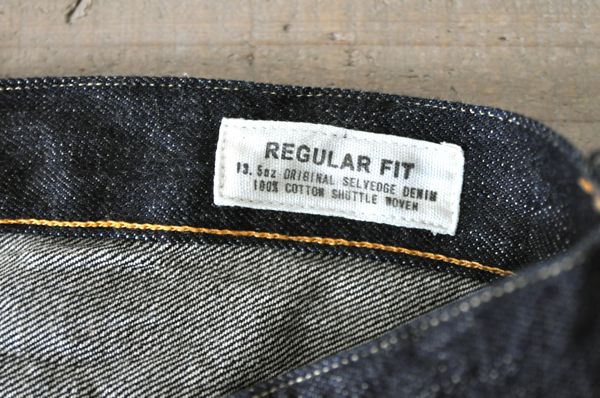 REGULAR FIT
13.5oz ORIGINAL SELVEDGE DENIM
100% COTTON SHUTTLE WOVEN